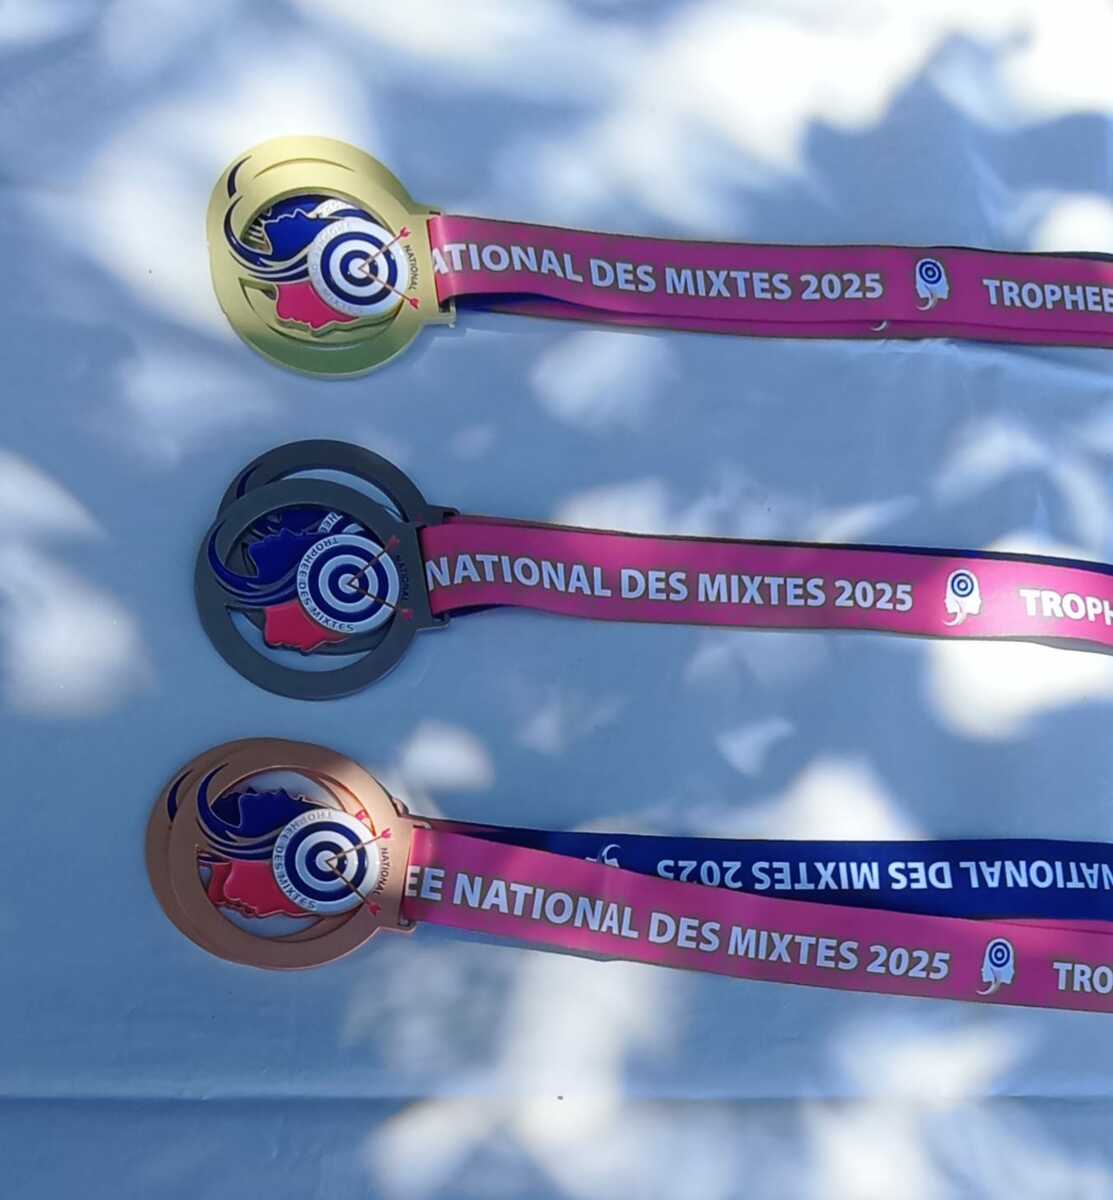 ATIONAL DES MIXTES 2025 TROPHEE
NATIONAL
NATIONAL DES MIXTES 2025 TROPH
TROPHEE DES MIXTES
NATIONAL
NATIONAL DES MIXTES 2025
EE NATIONAL DES MIXTES 2025 TRO
TROPHEE DES MIXTES
NATIONAL